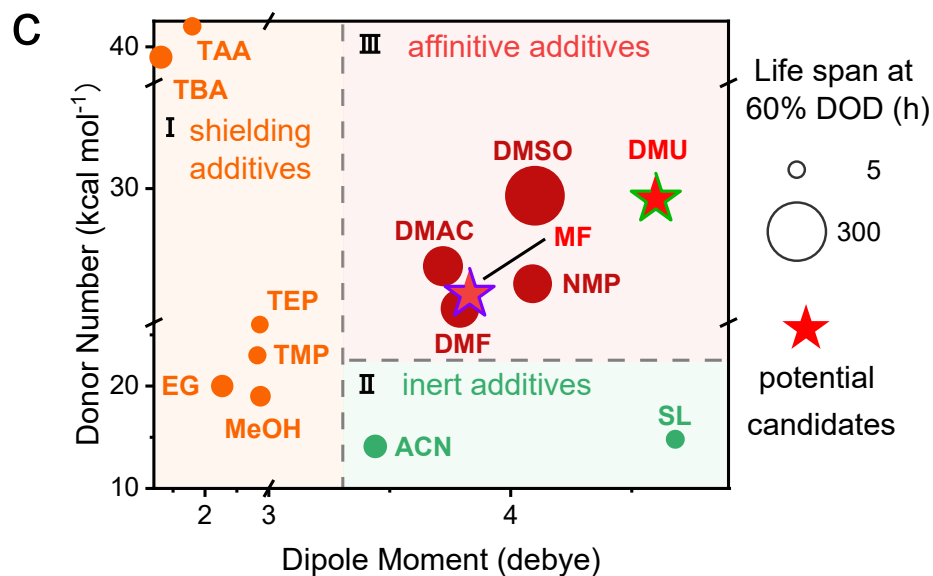 C
Donor Number (kcal mol⁻¹)
40
30
20
10
TAA
TBA
I shielding
additives
TEP
TMP
EG
MeOH
III affinitive additives
DMSO
DMU
DMAC
MF
NMP
DMF
II inert additives
ACN
SL
2
3
4
Dipole Moment (debye)
Life span at
60% DOD (h)
5
300
potential
candidates